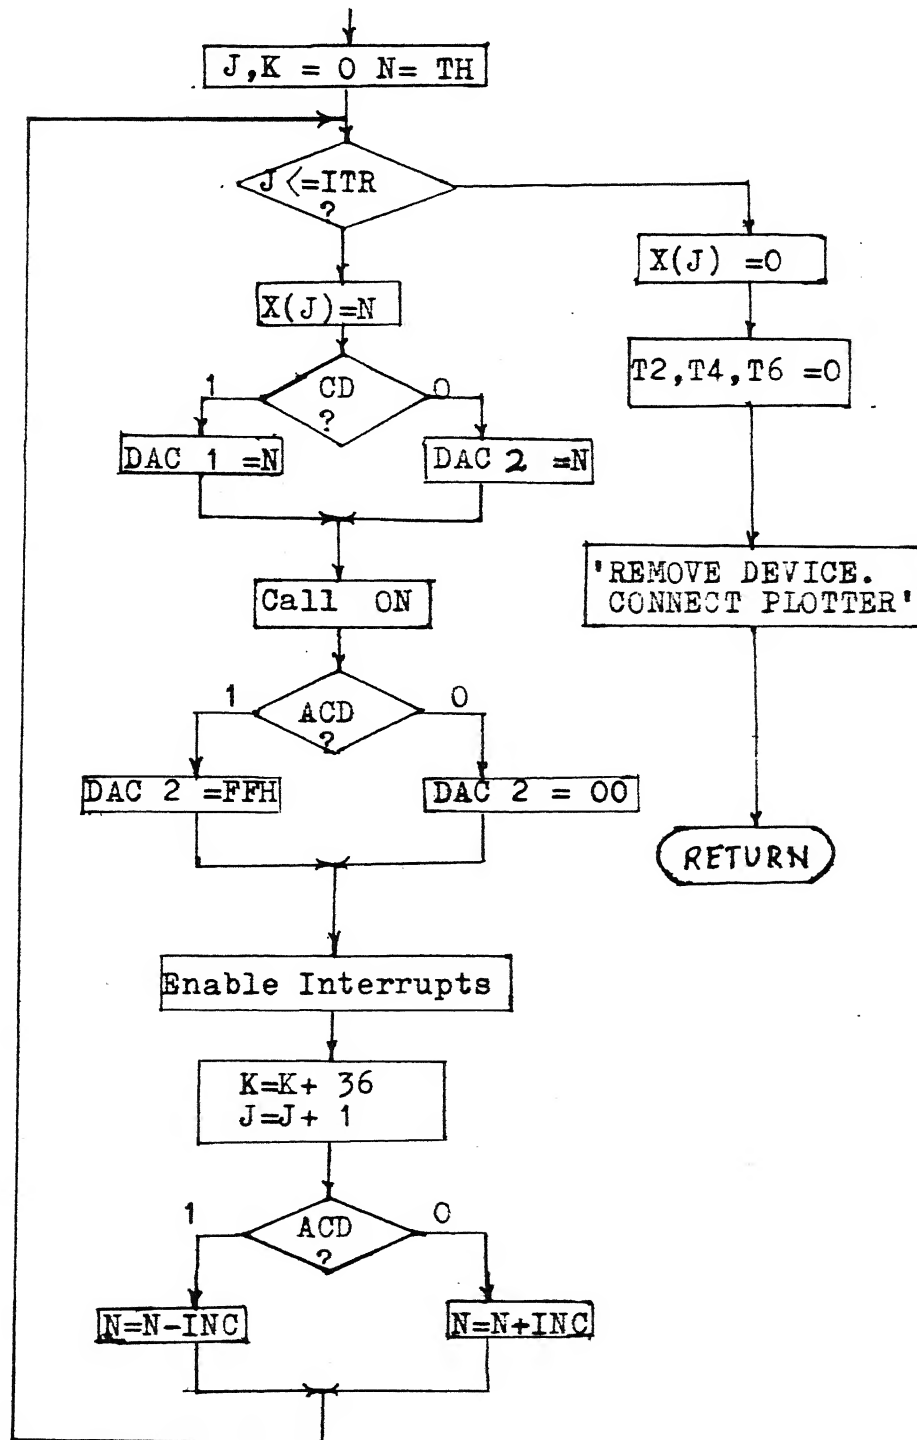 J,K = 0 N= TH
J <=ITR
?
X(J)=N
CD
?
1
0
DAC 1 =N
DAC 2 =N
Call ON
ACD
?
1
0
DAC 2 =FFH
DAC 2 = 00
Enable Interrupts
K=K+ 36
J=J+ 1
ACD
?
1
0
N=N-INC
N=N+INC
X(J) =0
T2,T4,T6 =0
'REMOVE DEVICE.
CONNECT PLOTTER'
RETURN